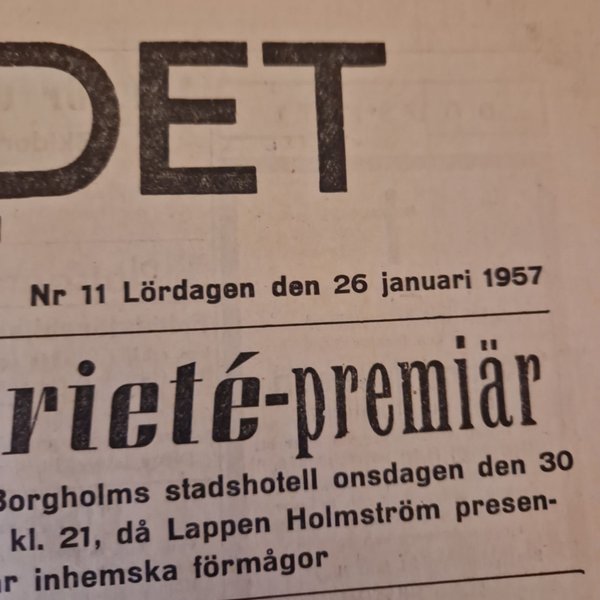 DET
Nr 11 Lördagen den 26 januari 1957
rieté-premiär
Borgholms stadshotell onsdagen den 30
kl. 21, då Lappen Holmström presen-
ar inhemska förmågor